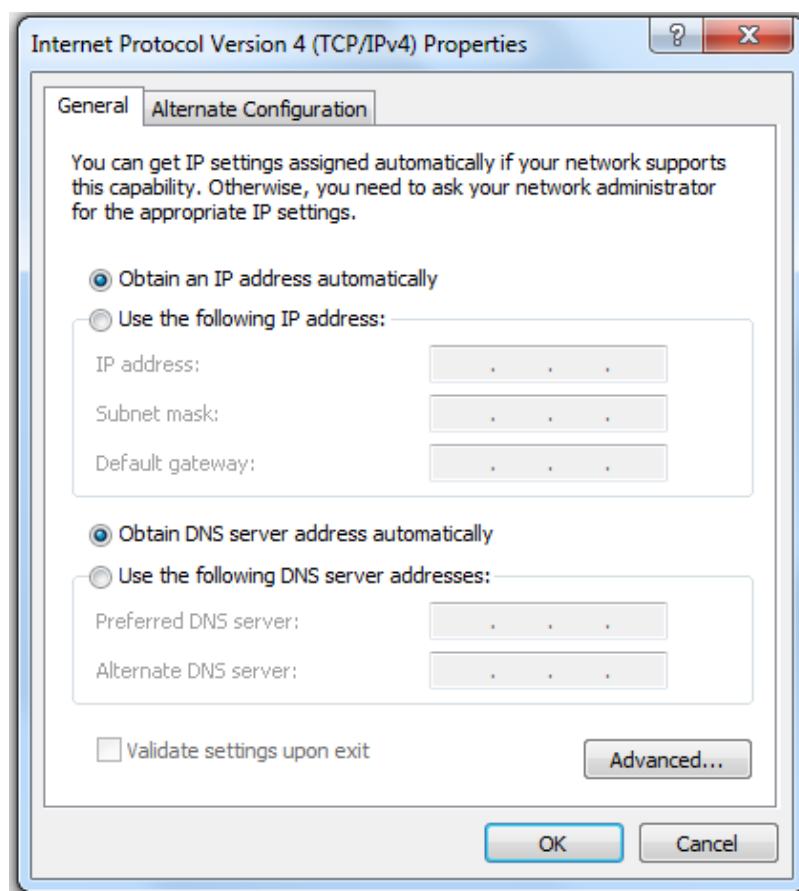 Internet Protocol Version 4 (TCP/IPv4) Properties
?
General
Alternate Configuration
You can get IP settings assigned automatically if your network supports
this capability. Otherwise, you need to ask your network administrator
for the appropriate IP settings.
Obtain an IP address automatically
Use the following IP address:
IP address: . . .
Subnet mask: . . .
Default gateway: . . .
Obtain DNS server address automatically
Use the following DNS server addresses:
Preferred DNS server: . . .
Alternate DNS server: . . .
Validate settings upon exit
Advanced...
OK
Cancel